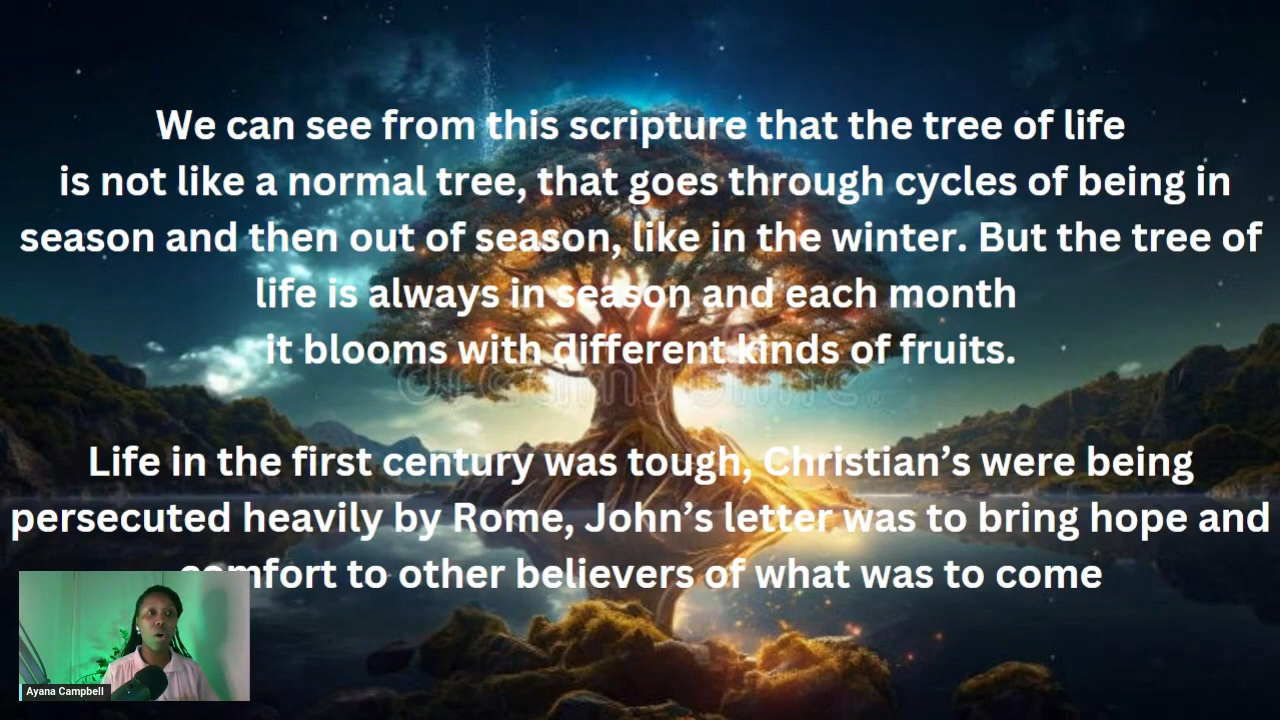 We can see from this scripture that the tree of life
is not like a normal tree, that goes through cycles of being in
season and then out of season, like in the winter. But the tree of
life is always in season and each month
it blooms with different kinds of fruits.
Life in the first century was tough, Christian’s were being
persecuted heavily by Rome, John’s letter was to bring hope and
comfort to other believers of what was to come
dreamstime.
Ayana Campbell